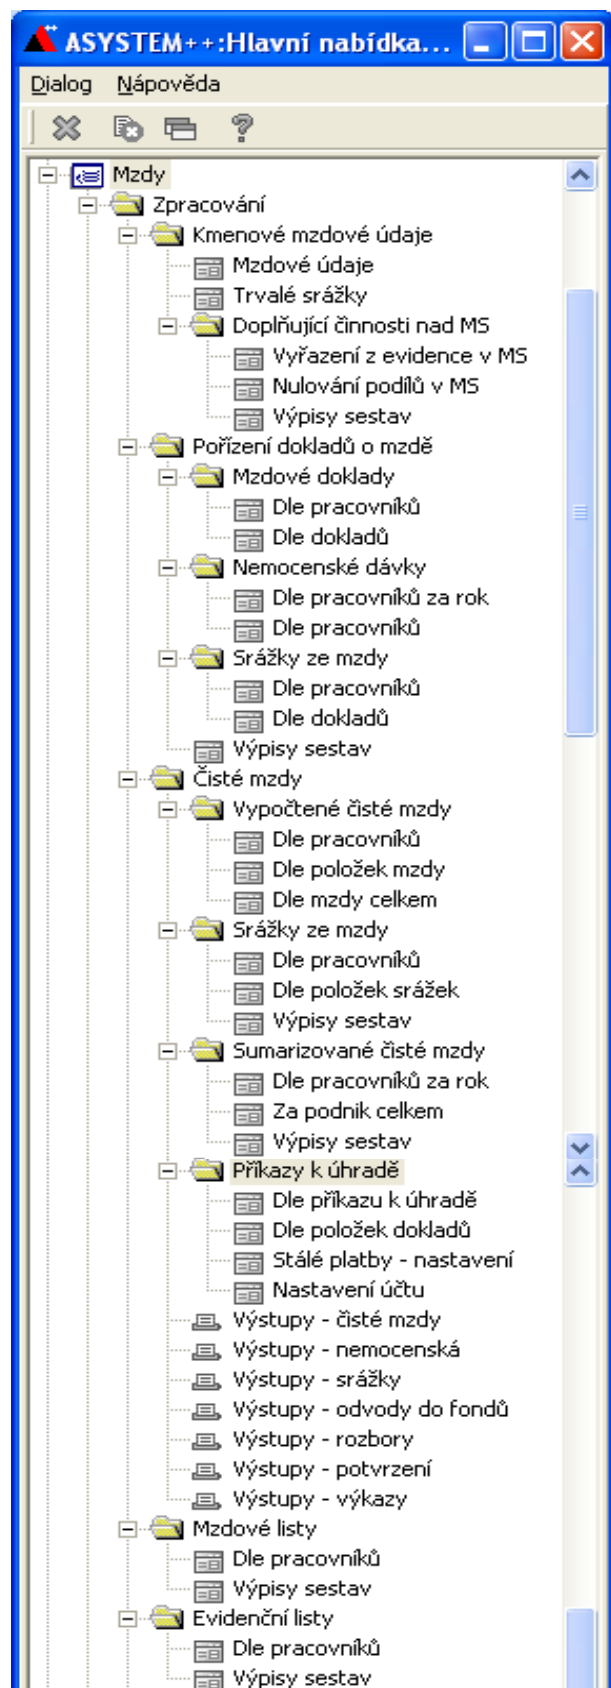 ASYSTEM++:Hlavní nabídka...
Dialog Nápověda
Mzdy
Zpracování
Kmenové mzdové údaje
Mzdové údaje
Trvalé srážky
Doplňující činnosti nad MS
Vyřazení z evidence v MS
Nulování podílů v MS
Výpisy sestav
Pořízení dokladů o mzdě
Mzdové doklady
Dle pracovníků
Dle dokladů
Nemocenské dávky
Dle pracovníků za rok
Dle pracovníků
Srážky ze mzdy
Dle pracovníků
Dle dokladů
Výpisy sestav
Čisté mzdy
Vypočtené čisté mzdy
Dle pracovníků
Dle položek mzdy
Dle mzdy celkem
Srážky ze mzdy
Dle pracovníků
Dle položek srážek
Výpisy sestav
Sumarizované čisté mzdy
Dle pracovníků za rok
Za podnik celkem
Výpisy sestav
Příkazy k úhradě
Dle příkazu k úhradě
Dle položek dokladů
Stálé platby - nastavení
Nastavení účtu
Výstupy - čisté mzdy
Výstupy - nemocenská
Výstupy - srážky
Výstupy - odvody do fondů
Výstupy - rozbory
Výstupy - potvrzení
Výstupy - výkazy
Mzdové listy
Dle pracovníků
Výpisy sestav
Evidenční listy
Dle pracovníků
Výpisy sestav